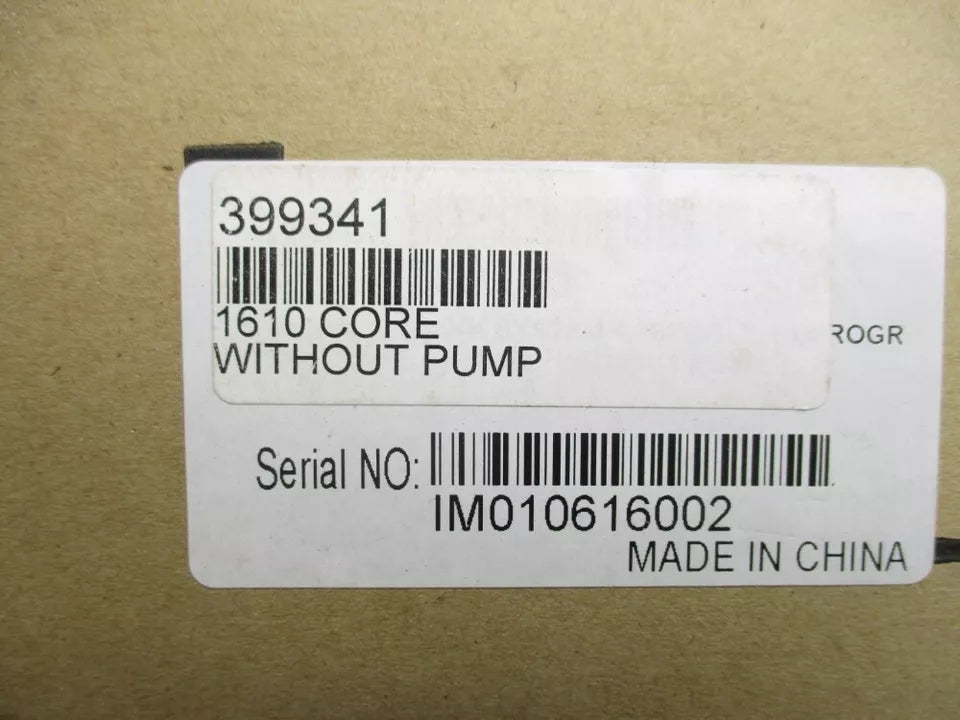 399341
1610 CORE
WITHOUT PUMP
ROGR
Serial NO:
IM010616002
MADE IN CHINA